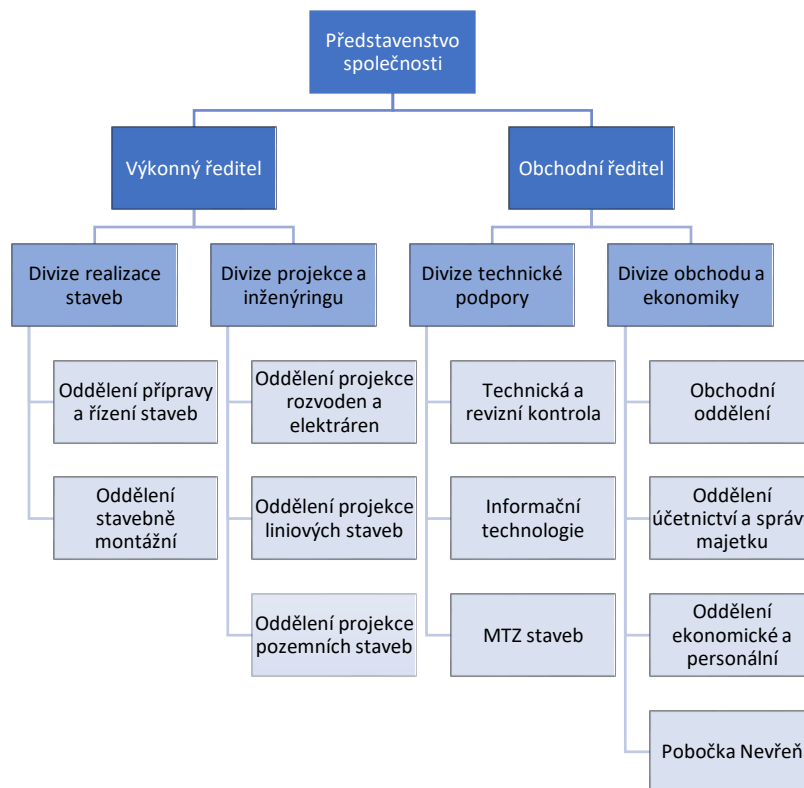 Představenstvo
společnosti
Výkonný ředitel
Obchodní ředitel
Divize realizace
staveb
Divize projekce a
inženýringu
Divize technické
podpory
Divize obchodu a
ekonomiky
Oddělení přípravy
a řízení staveb
Oddělení projekce
rozvoden a
elektráren
Technická a
revizní kontrola
Obchodní
oddělení
Oddělení
stavebně
montážní
Oddělení projekce
liniových staveb
Informační
technologie
Oddělení
účetnictví a správ
majetku
Oddělení projekce
pozemních staveb
MTZ staveb
Oddělení
ekonomické a
personální
Pobočka Nevřeň